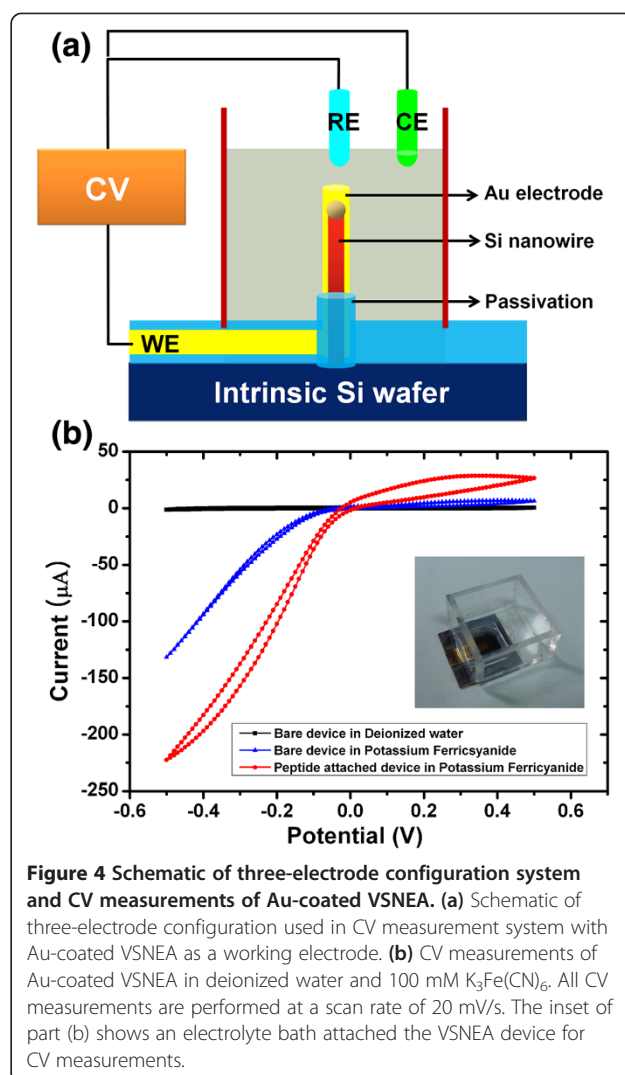 (a)
RE
CE
CV
Au electrode
Si nanowire
Passivation
WE
Intrinsic Si wafer
(b)
50
0
-50
-100
-150
-200
-250
Current (µA)
Bare device in Deionized water
Bare device in Potassium Ferricsyanide
Peptide attached device in Potassium Ferricyanide
-0.6
-0.4
-0.2
0.0
0.2
0.4
0.6
Potential (V)
Figure 4 Schematic of three-electrode configuration system
and CV measurements of Au-coated VSNEA. (a) Schematic of
three-electrode configuration used in CV measurement system with
Au-coated VSNEA as a working electrode. (b) CV measurements of
Au-coated VSNEA in deionized water and 100 mM K₃Fe(CN)₆. All CV
measurements are performed at a scan rate of 20 mV/s. The inset of
part (b) shows an electrolyte bath attached the VSNEA device for
CV measurements.